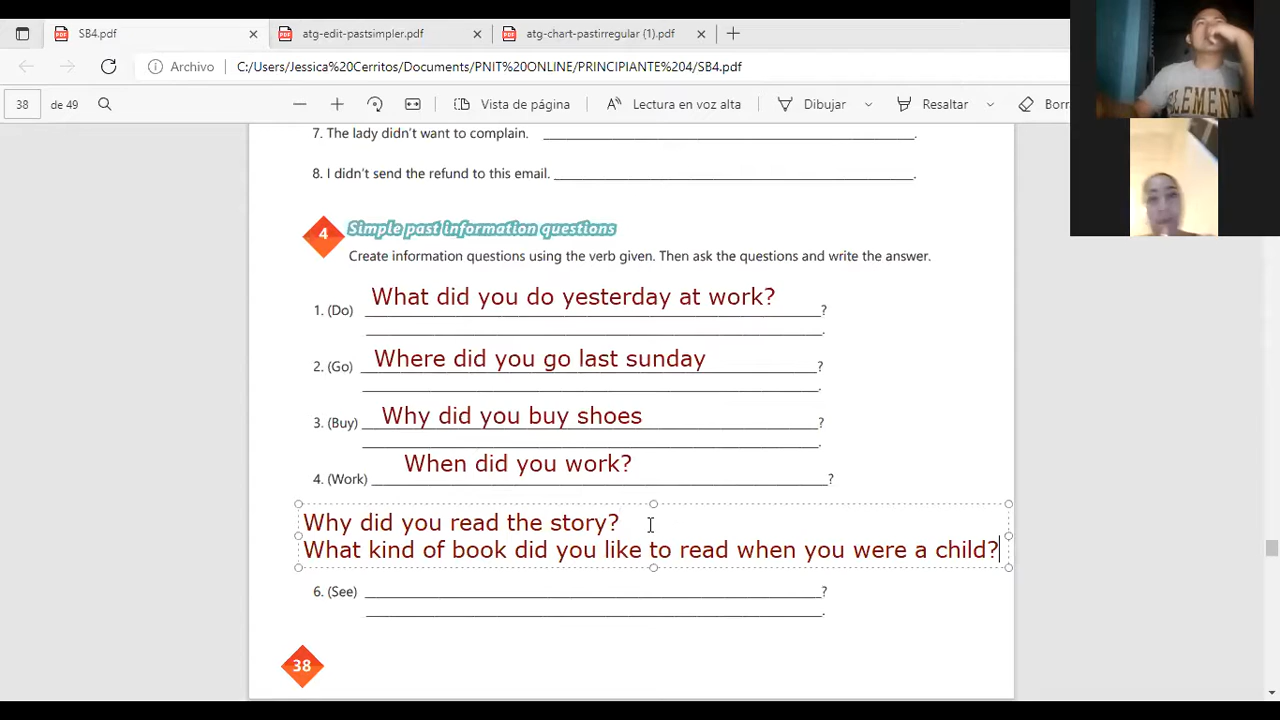 SB4.pdf
atg-edit-pastsimpler.pdf
atg-chart-pastirregular (1).pdf
Archivo
C:/Users/Jessica%20Cerritos/Documents/PNIT%20ONLINE/PRINCIPIANTE%204/SB4.pdf
38 de 49
Vista de página
Lectura en voz alta
Dibujar
Resaltar
Borr
7. The lady didn't want to complain. ______.
8. I didn't send the refund to this email. ______.
4 Simple past information questions
Create information questions using the verb given. Then ask the questions and write the answer.
1. (Do) What did you do yesterday at work? ?
2. (Go) Where did you go last sunday ?
3. (Buy) Why did you buy shoes ?
4. (Work) When did you work? ?
Why did you read the story?
What kind of book did you like to read when you were a child?
6. (See) ______?
38
ELEMENT